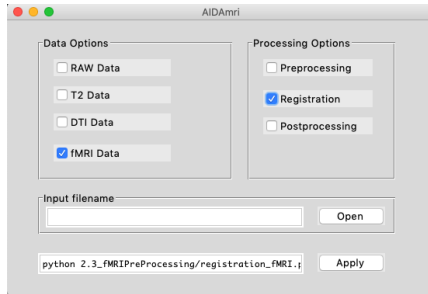 AIDAmri
Data Options
RAW Data
T2 Data
DTI Data
fMRI Data
Processing Options
Preprocessing
Registration
Postprocessing
Input filename
Open
python 2.3_fMRIPreProcessing/registration_fMRI.p
Apply